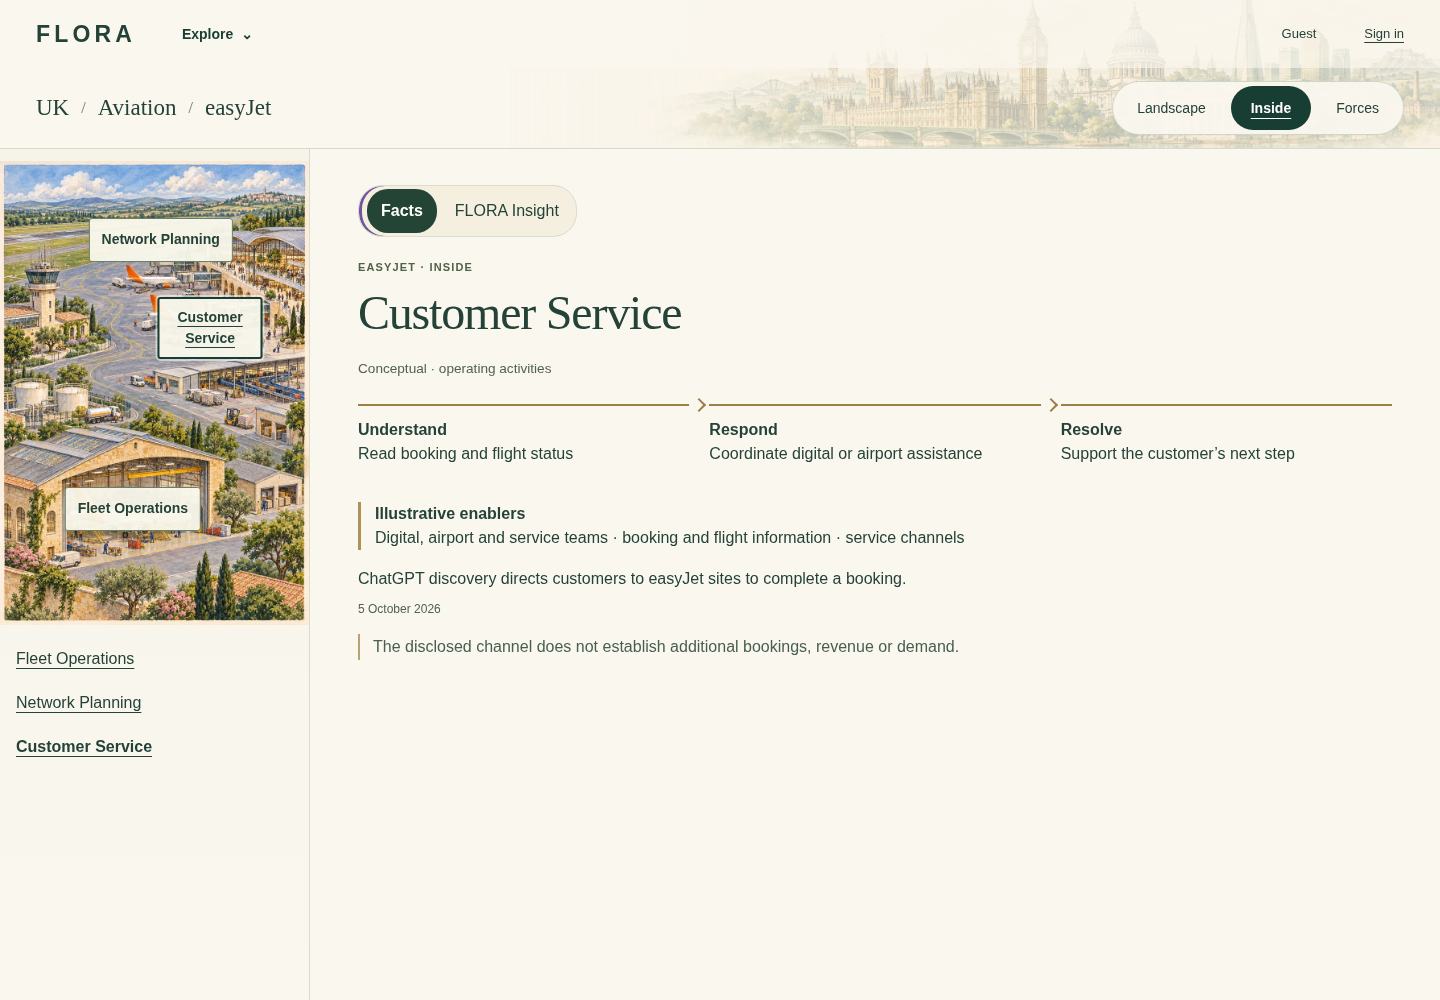 FLORA
Explore
Guest
Sign in
UK / Aviation / easyJet
Landscape
Inside
Forces
Network Planning
Customer
Service
Fleet Operations
Fleet Operations
Network Planning
Customer Service
Facts
FLORA Insight
EASYJET · INSIDE
Customer Service
Conceptual · operating activities
Understand
Read booking and flight status
Respond
Coordinate digital or airport assistance
Resolve
Support the customer’s next step
Illustrative enablers
Digital, airport and service teams · booking and flight information · service channels
ChatGPT discovery directs customers to easyJet sites to complete a booking.
5 October 2026
The disclosed channel does not establish additional bookings, revenue or demand.